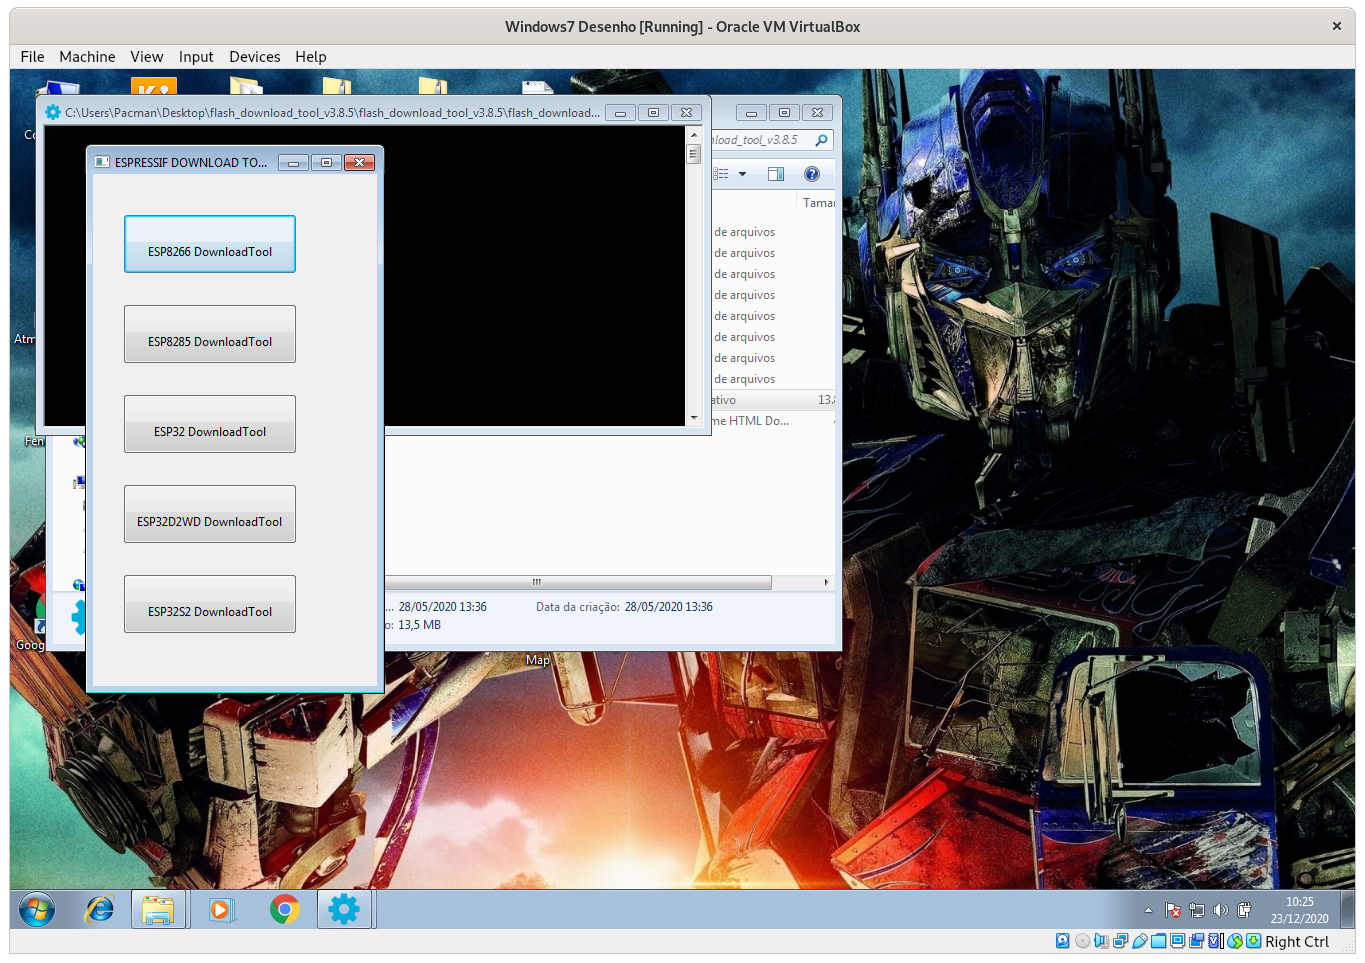 Windows7 Desenho [Running] - Oracle VM VirtualBox
File Machine View Input Devices Help
C:\Users\Pacman\Desktop\flash_download_tool_v3.8.5\flash_download_tool_v3.8.5\flash_download...
nload_tool_v3.8.5
ESPRESSIF DOWNLOAD TO...
Tamar
ESP8266 DownloadTool
de arquivos
de arquivos
de arquivos
de arquivos
de arquivos
de arquivos
de arquivos
de arquivos
ativo 13.8
me HTML Do...
ESP8285 DownloadTool
Atm
ESP32 DownloadTool
Fen
ESP32D2WD DownloadTool
ESP32S2 DownloadTool
... 28/05/2020 13:36 Data da criação: 28/05/2020 13:36
o: 13,5 MB
Goog
Map
10:25
23/12/2020
Right Ctrl